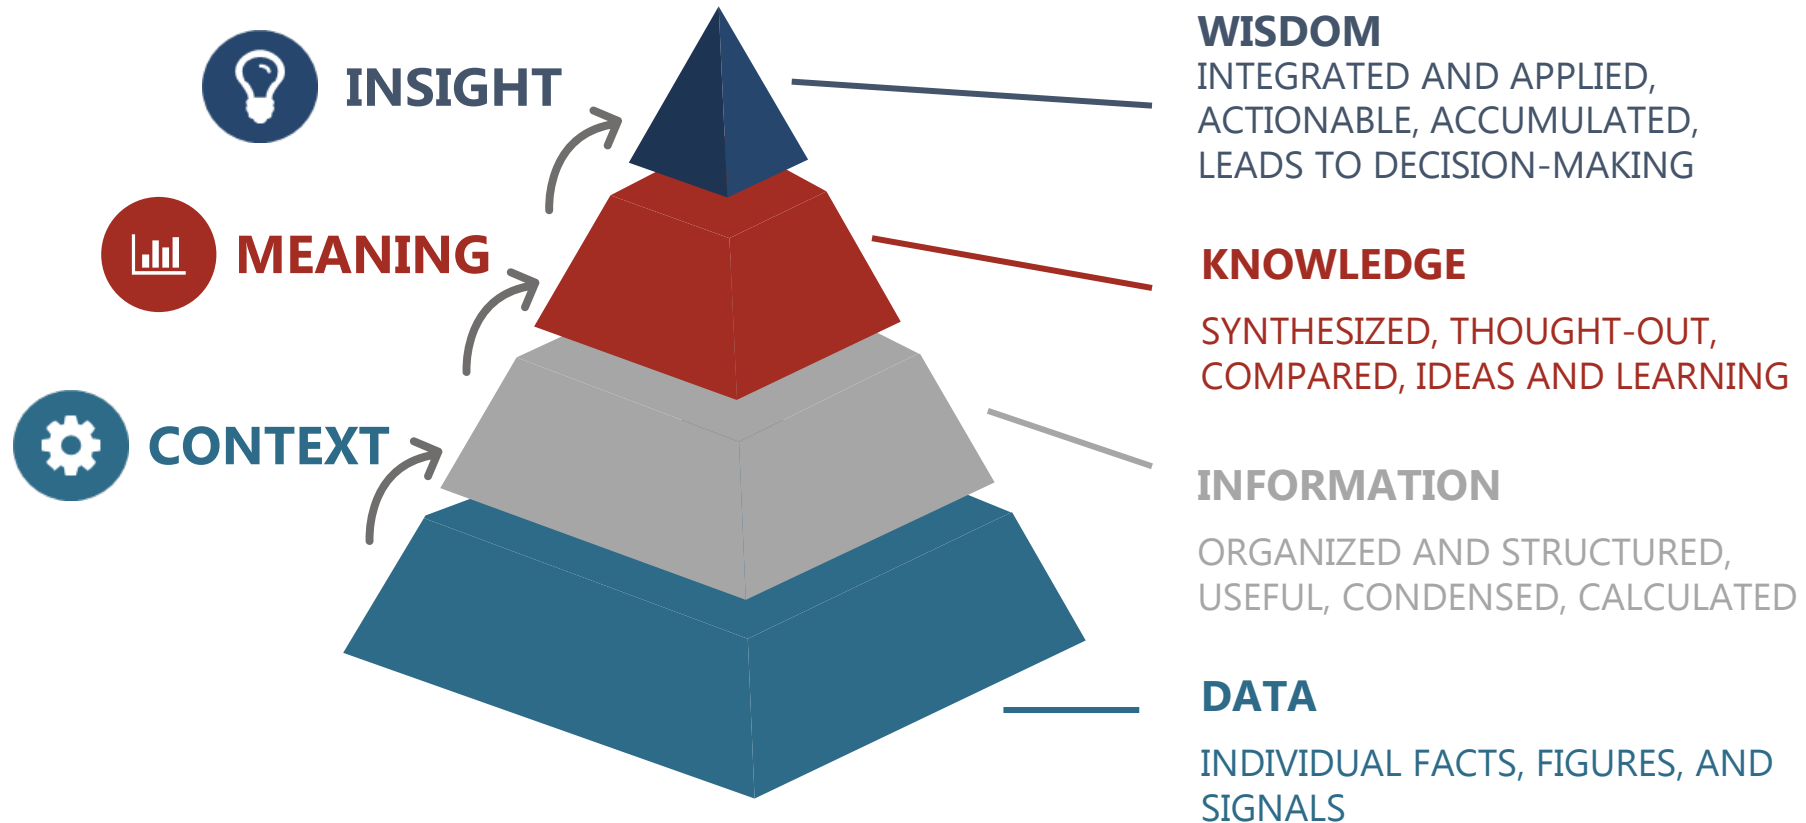 INSIGHT
MEANING
CONTEXT
WISDOM
INTEGRATED AND APPLIED,
ACTIONABLE, ACCUMULATED,
LEADS TO DECISION-MAKING
KNOWLEDGE
SYNTHESIZED, THOUGHT-OUT,
COMPARED, IDEAS AND LEARNING
INFORMATION
ORGANIZED AND STRUCTURED,
USEFUL, CONDENSED, CALCULATED
DATA
INDIVIDUAL FACTS, FIGURES, AND
SIGNALS